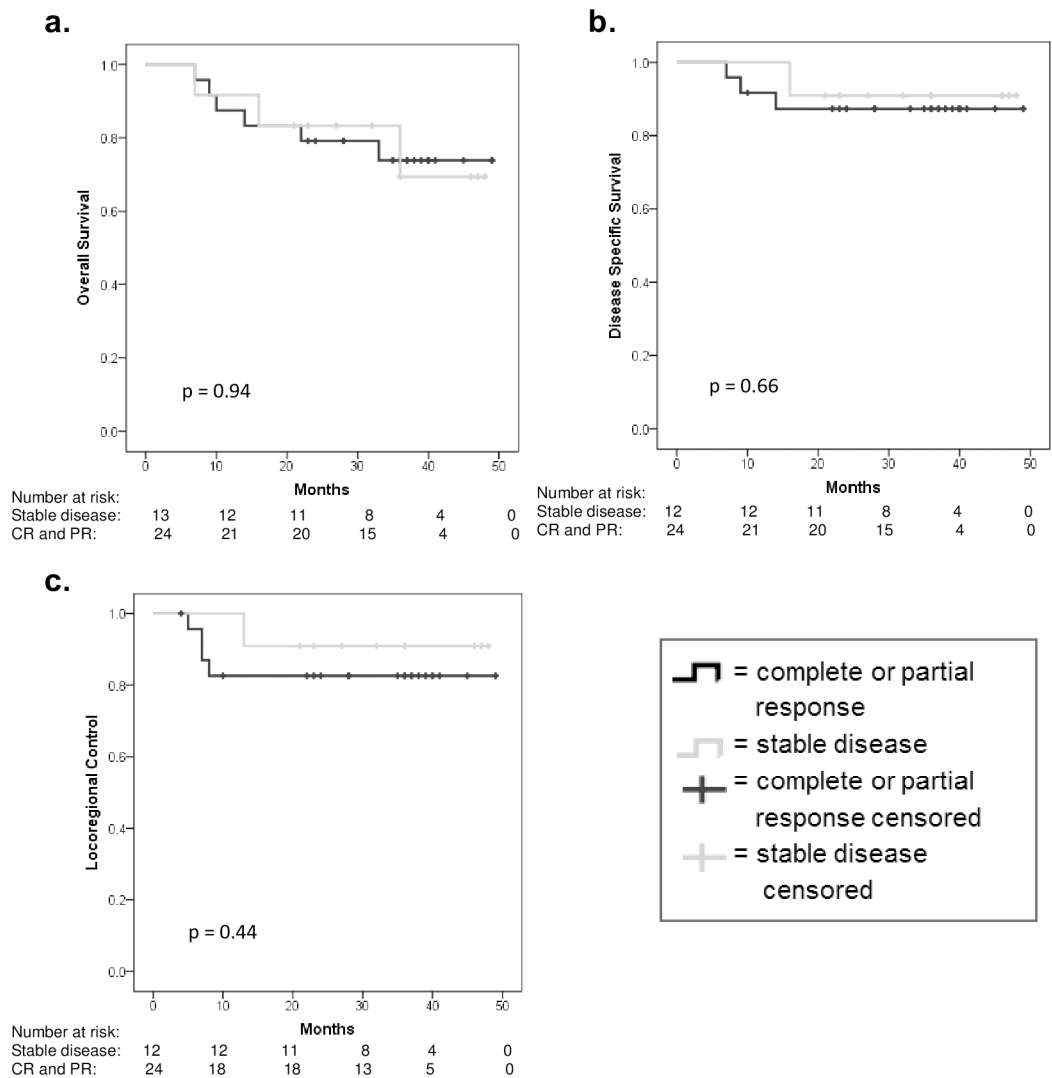 a.
1.0
0.8
0.6
0.4
0.2
0.0
Overall Survival
p = 0.94
0 10 20 30 40 50
Months
Number at risk:
Stable disease: 13 12 11 8 4 0
CR and PR: 24 21 20 15 4 0
b.
1.0
0.8
0.6
0.4
0.2
0.0
Disease Specific Survival
p = 0.66
0 10 20 30 40 50
Months
Number at risk:
Stable disease: 12 12 11 8 4 0
CR and PR: 24 21 20 15 4 0
c.
1.0
0.8
0.6
0.4
0.2
0.0
Locoregional Control
p = 0.44
0 10 20 30 40 50
Months
Number at risk:
Stable disease: 12 12 11 8 4 0
CR and PR: 24 18 18 13 5 0
= complete or partial
response
= stable disease
= complete or partial
response censored
= stable disease
censored